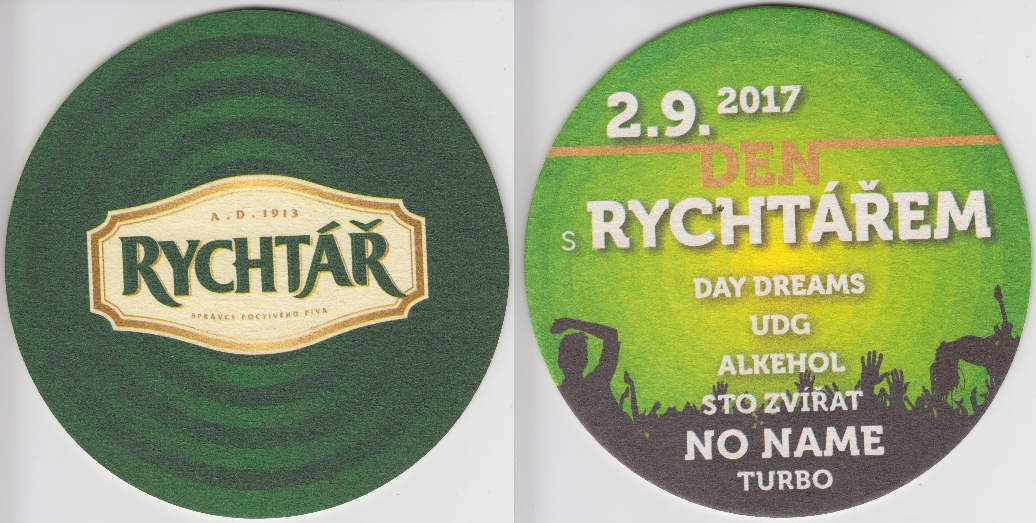 A.D. 1913
RYCHTÁŘ
SPRÁVCE POCTIVÉHO PIVA
2.9. 2017
DEN
S RYCHTÁŘEM
DAY DREAMS
UDG
ALKEHOL
STO ZVÍŘAT
NO NAME
TURBO